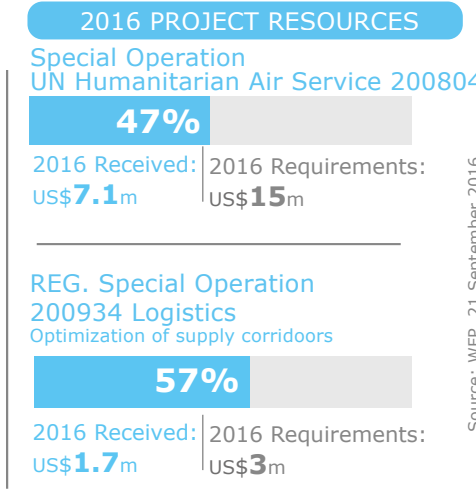 2016 PROJECT RESOURCES
Special Operation
UN Humanitarian Air Service 200804
47%
2016 Received:
US$7.1m
2016 Requirements:
US$15m
REG. Special Operation
200934 Logistics
Optimization of supply corridoors
57%
2016 Received:
US$1.7m
2016 Requirements:
US$3m
Source: WFP, 21 September 2016